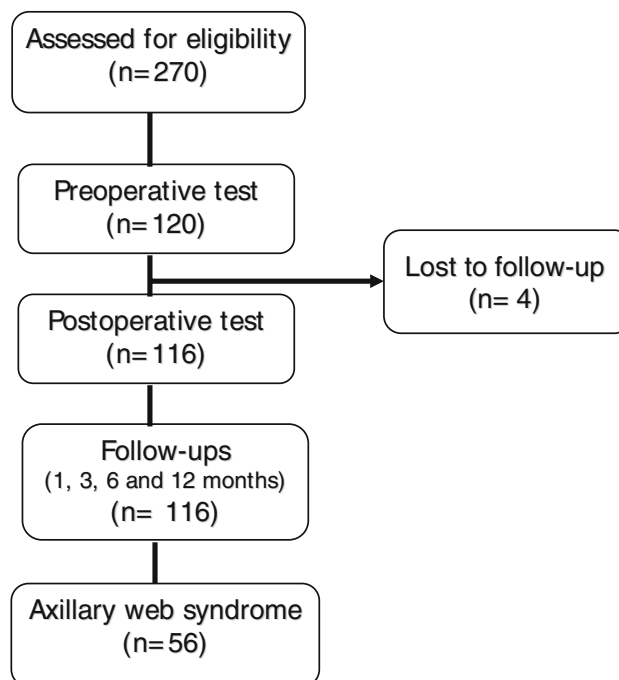 Assessed for eligibility
(n=270)
Preoperative test
(n=120)
Lost to follow-up
(n= 4)
Postoperative test
(n=116)
Follow-ups
(1, 3, 6 and 12 months)
(n= 116)
Axillary web syndrome
(n=56)